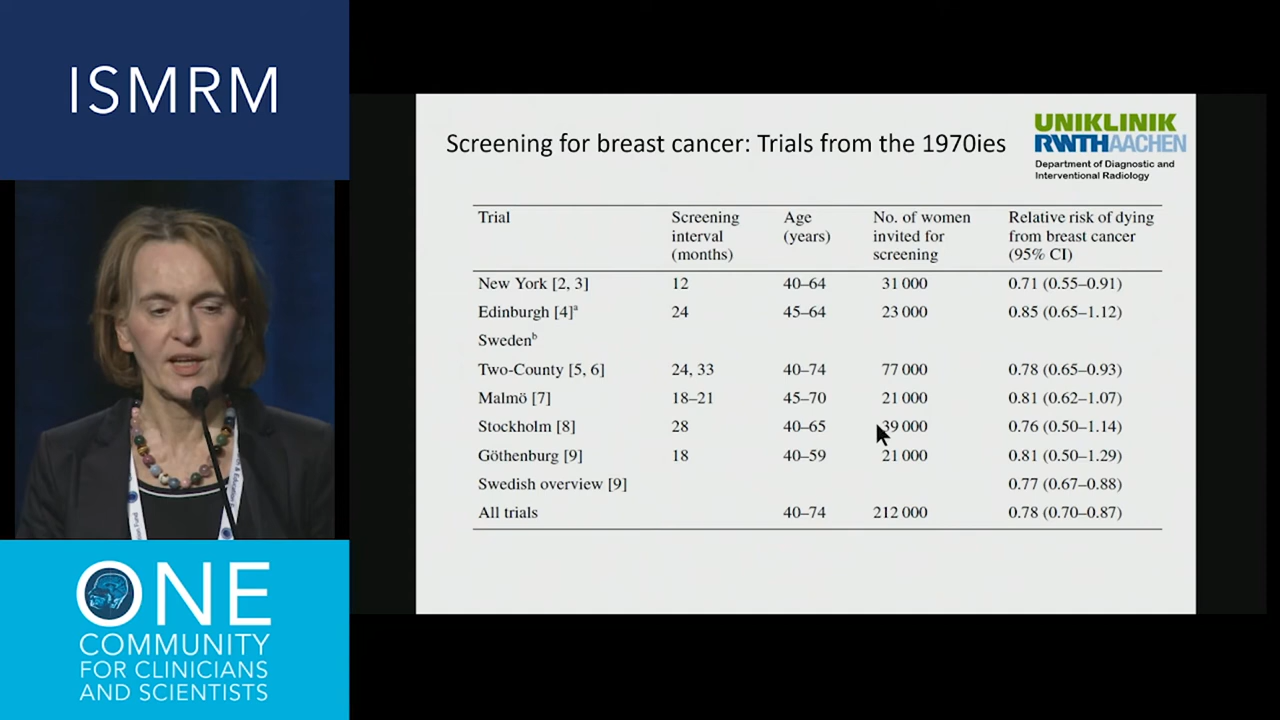 ISMRM
ONE
COMMUNITY
FOR CLINICIANS
AND SCIENTISTS
Screening for breast cancer: Trials from the 1970ies
UNIKLINIK
RWTHAACHEN
Department of Diagnostic and
Interventional Radiology
Trial Screening interval (months) Age (years) No. of women invited for screening Relative risk of dying from breast cancer (95% CI)
New York [2, 3] 12 40–64 31 000 0.71 (0.55–0.91)
Edinburgh [4]ᵃ 24 45–64 23 000 0.85 (0.65–1.12)
Swedenᵇ
Two-County [5, 6] 24, 33 40–74 77 000 0.78 (0.65–0.93)
Malmö [7] 18–21 45–70 21 000 0.81 (0.62–1.07)
Stockholm [8] 28 40–65 39 000 0.76 (0.50–1.14)
Göthenburg [9] 18 40–59 21 000 0.81 (0.50–1.29)
Swedish overview [9] 0.77 (0.67–0.88)
All trials 40–74 212 000 0.78 (0.70–0.87)